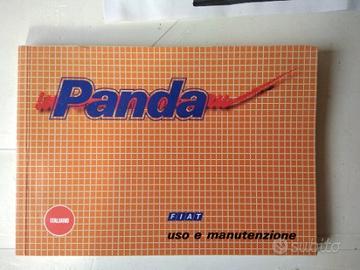 Panda
ITALIANO
FIAT
uso e manutenzione
subito